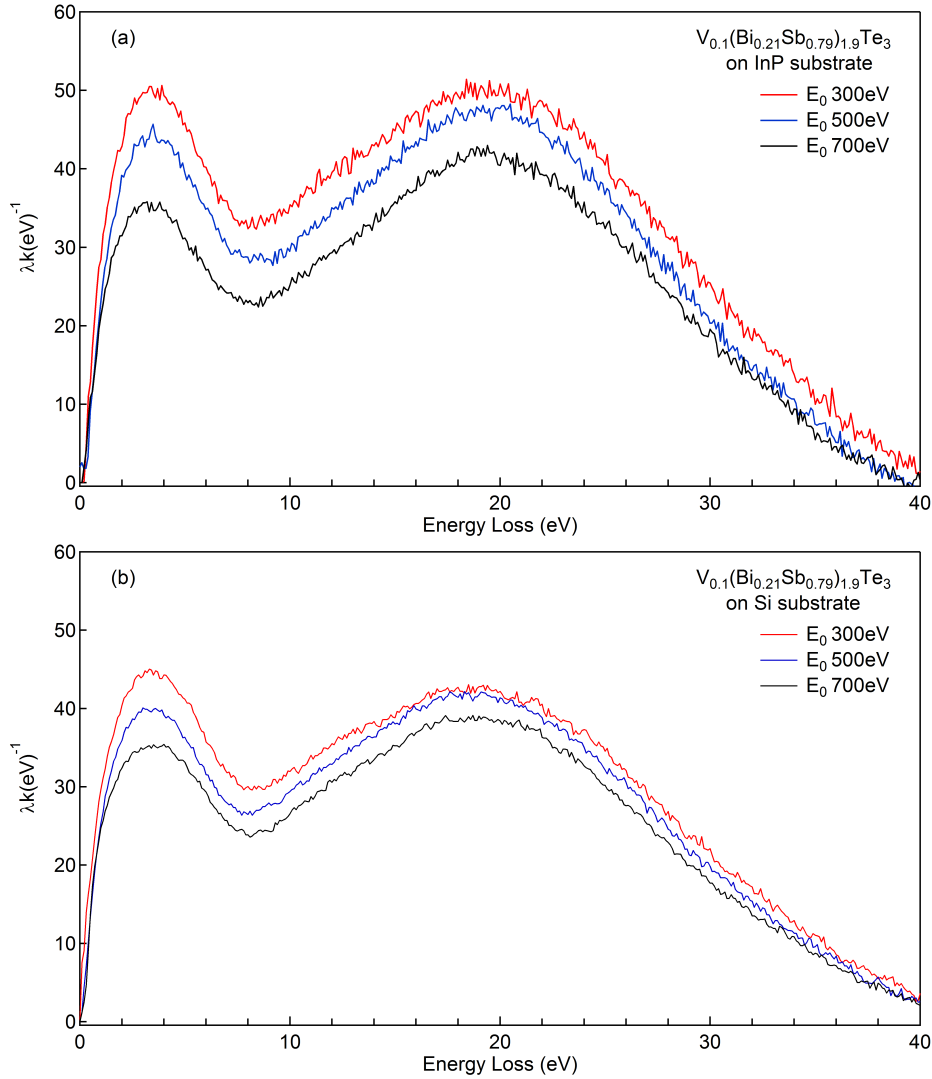 60
50
40
30
20
10
0
λk(eV)⁻¹
(a)
V₀.₁(Bi₀.₂₁Sb₀.₇₉)₁.₉Te₃
on InP substrate
E₀ 300eV
E₀ 500eV
E₀ 700eV
0 10 20 30 40
Energy Loss (eV)
60
50
40
30
20
10
0
λk(eV)⁻¹
(b)
V₀.₁(Bi₀.₂₁Sb₀.₇₉)₁.₉Te₃
on Si substrate
E₀ 300eV
E₀ 500eV
E₀ 700eV
0 10 20 30 40
Energy Loss (eV)